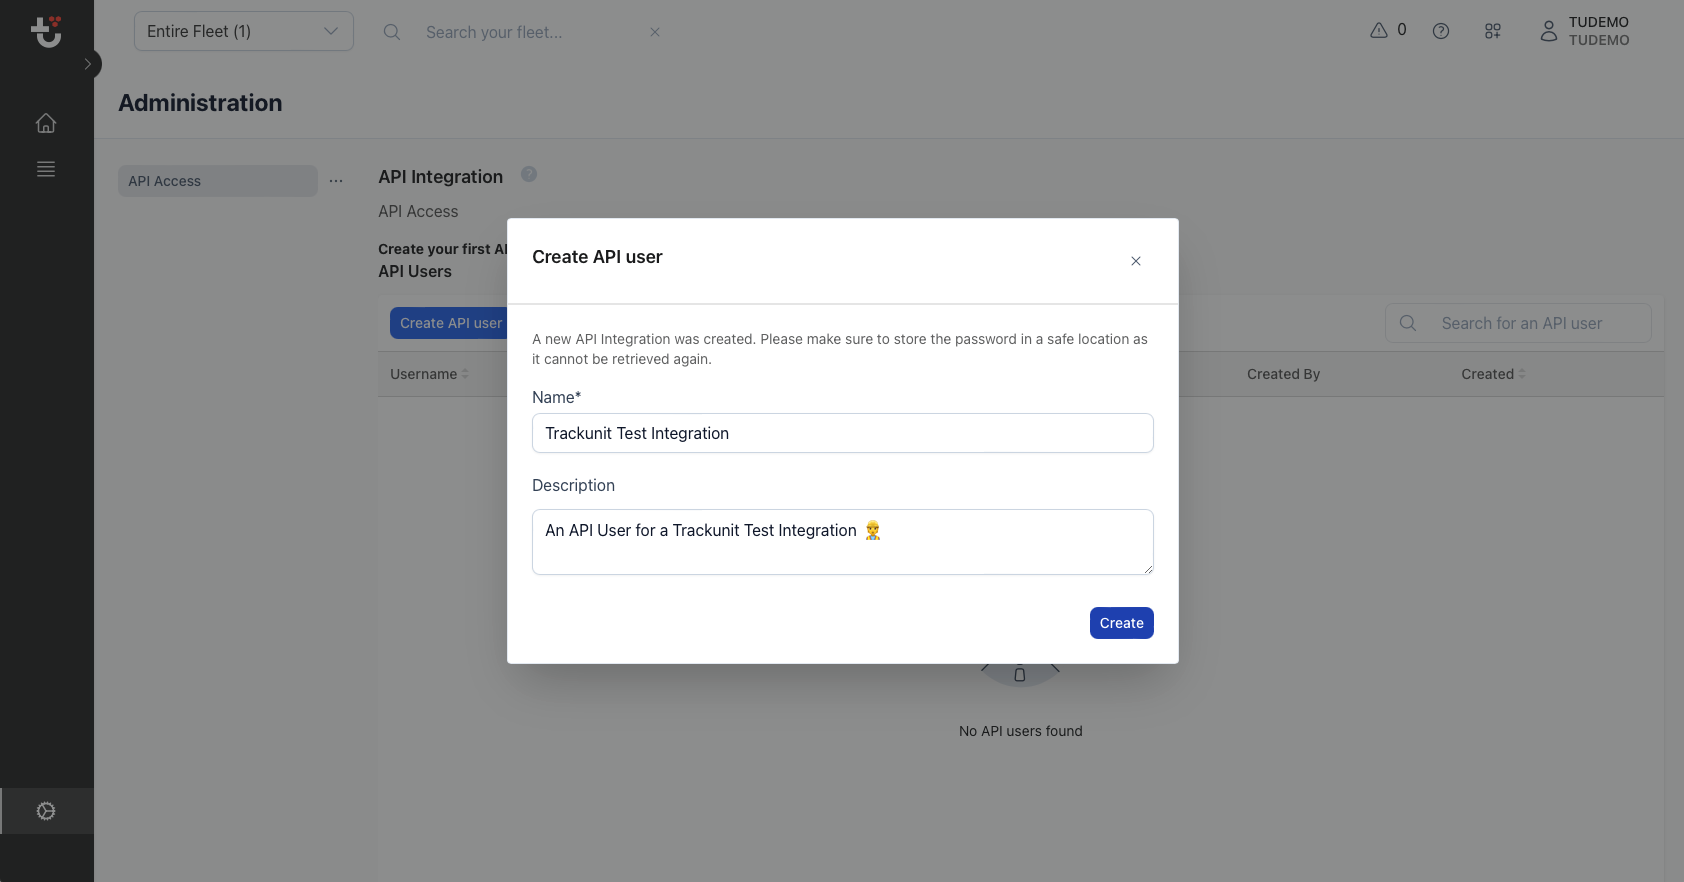 Entire Fleet (1)
Search your fleet...
0
TUDEMO
TUDEMO
Administration
API Access
API Integration
API Access
Create your first AP
API Users
Create API user
Search for an API user
Username
Created By
Created
Create API user
A new API Integration was created. Please make sure to store the password in a safe location as
it cannot be retrieved again.
Name*
Trackunit Test Integration
Description
An API User for a Trackunit Test Integration 👷
Create
No API users found